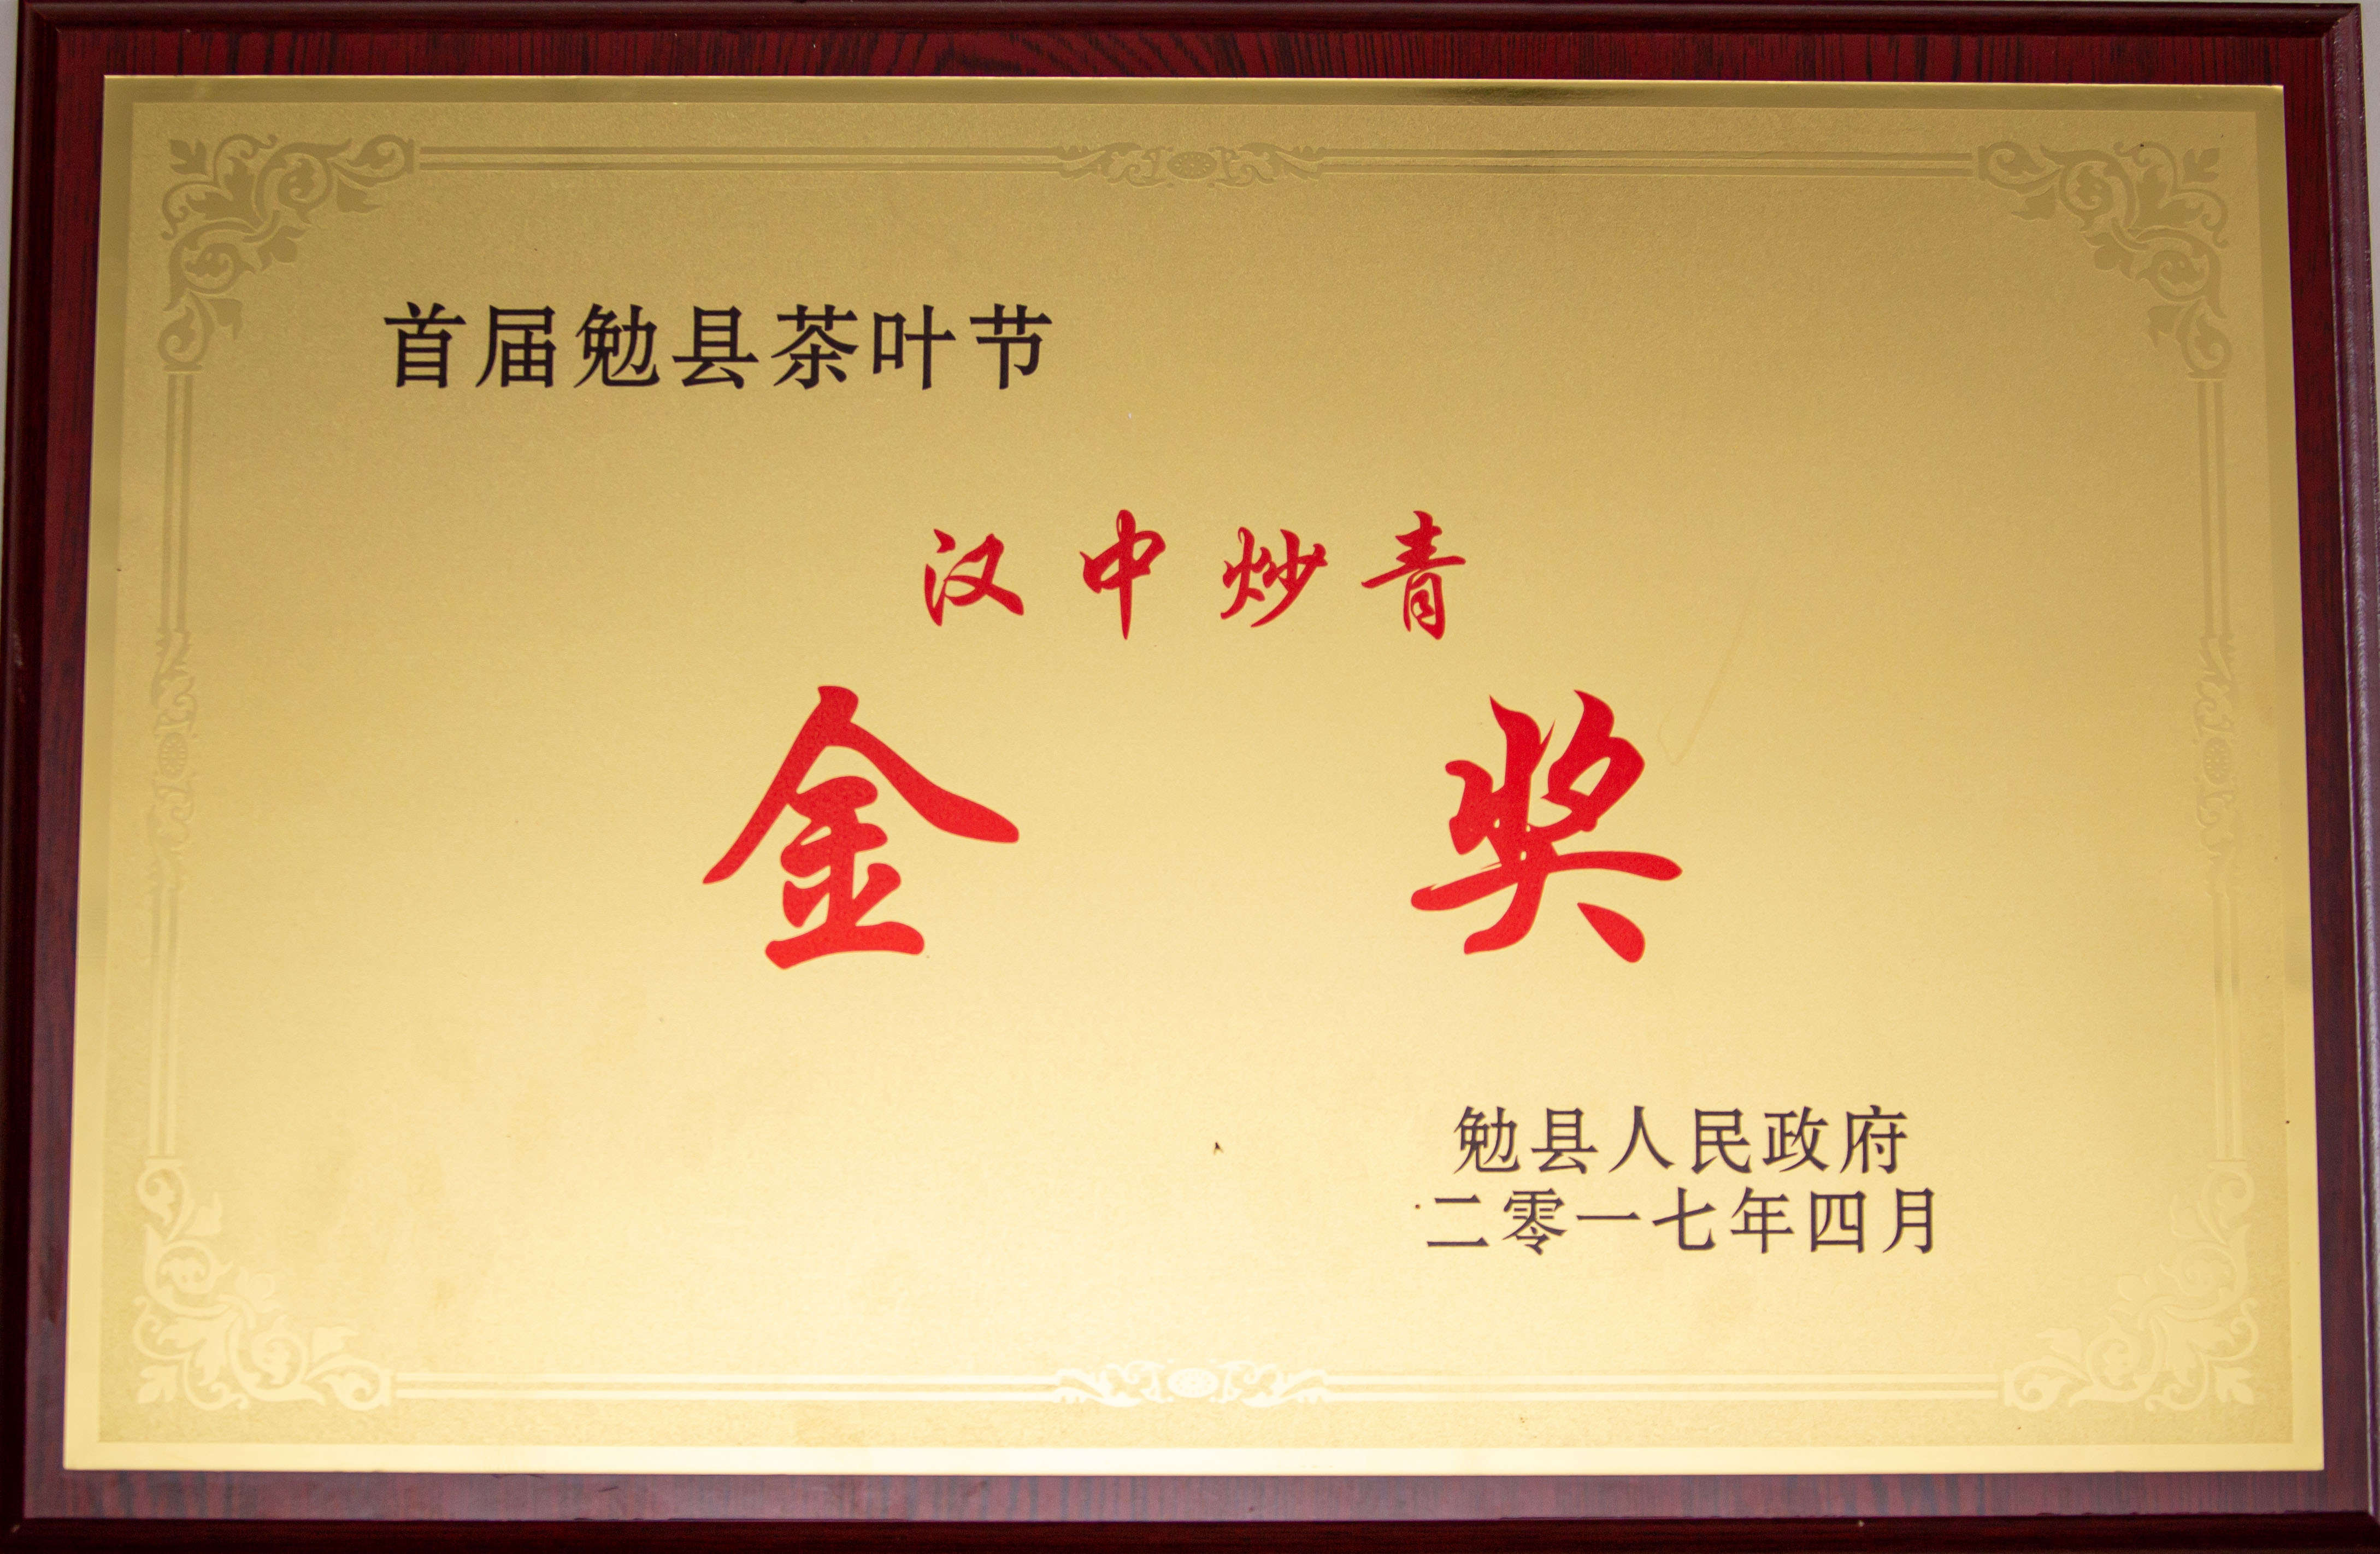 首届勉县茶叶节
汉中炒青
金奖
勉县人民政府
二零一七年四月